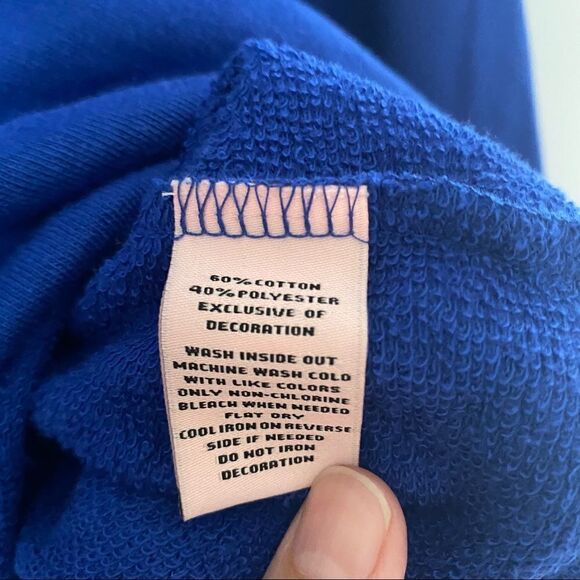 60% COTTON
40% POLYESTER
EXCLUSIVE OF
DECORATION
WASH INSIDE OUT
MACHINE WASH COLD
WITH LIKE COLORS
ONLY NON-CHLORINE
BLEACH WHEN NEEDED
FLAT DRY
COOL IRON ON REVERSE
SIDE IF NEEDED
DO NOT IRON
DECORATION